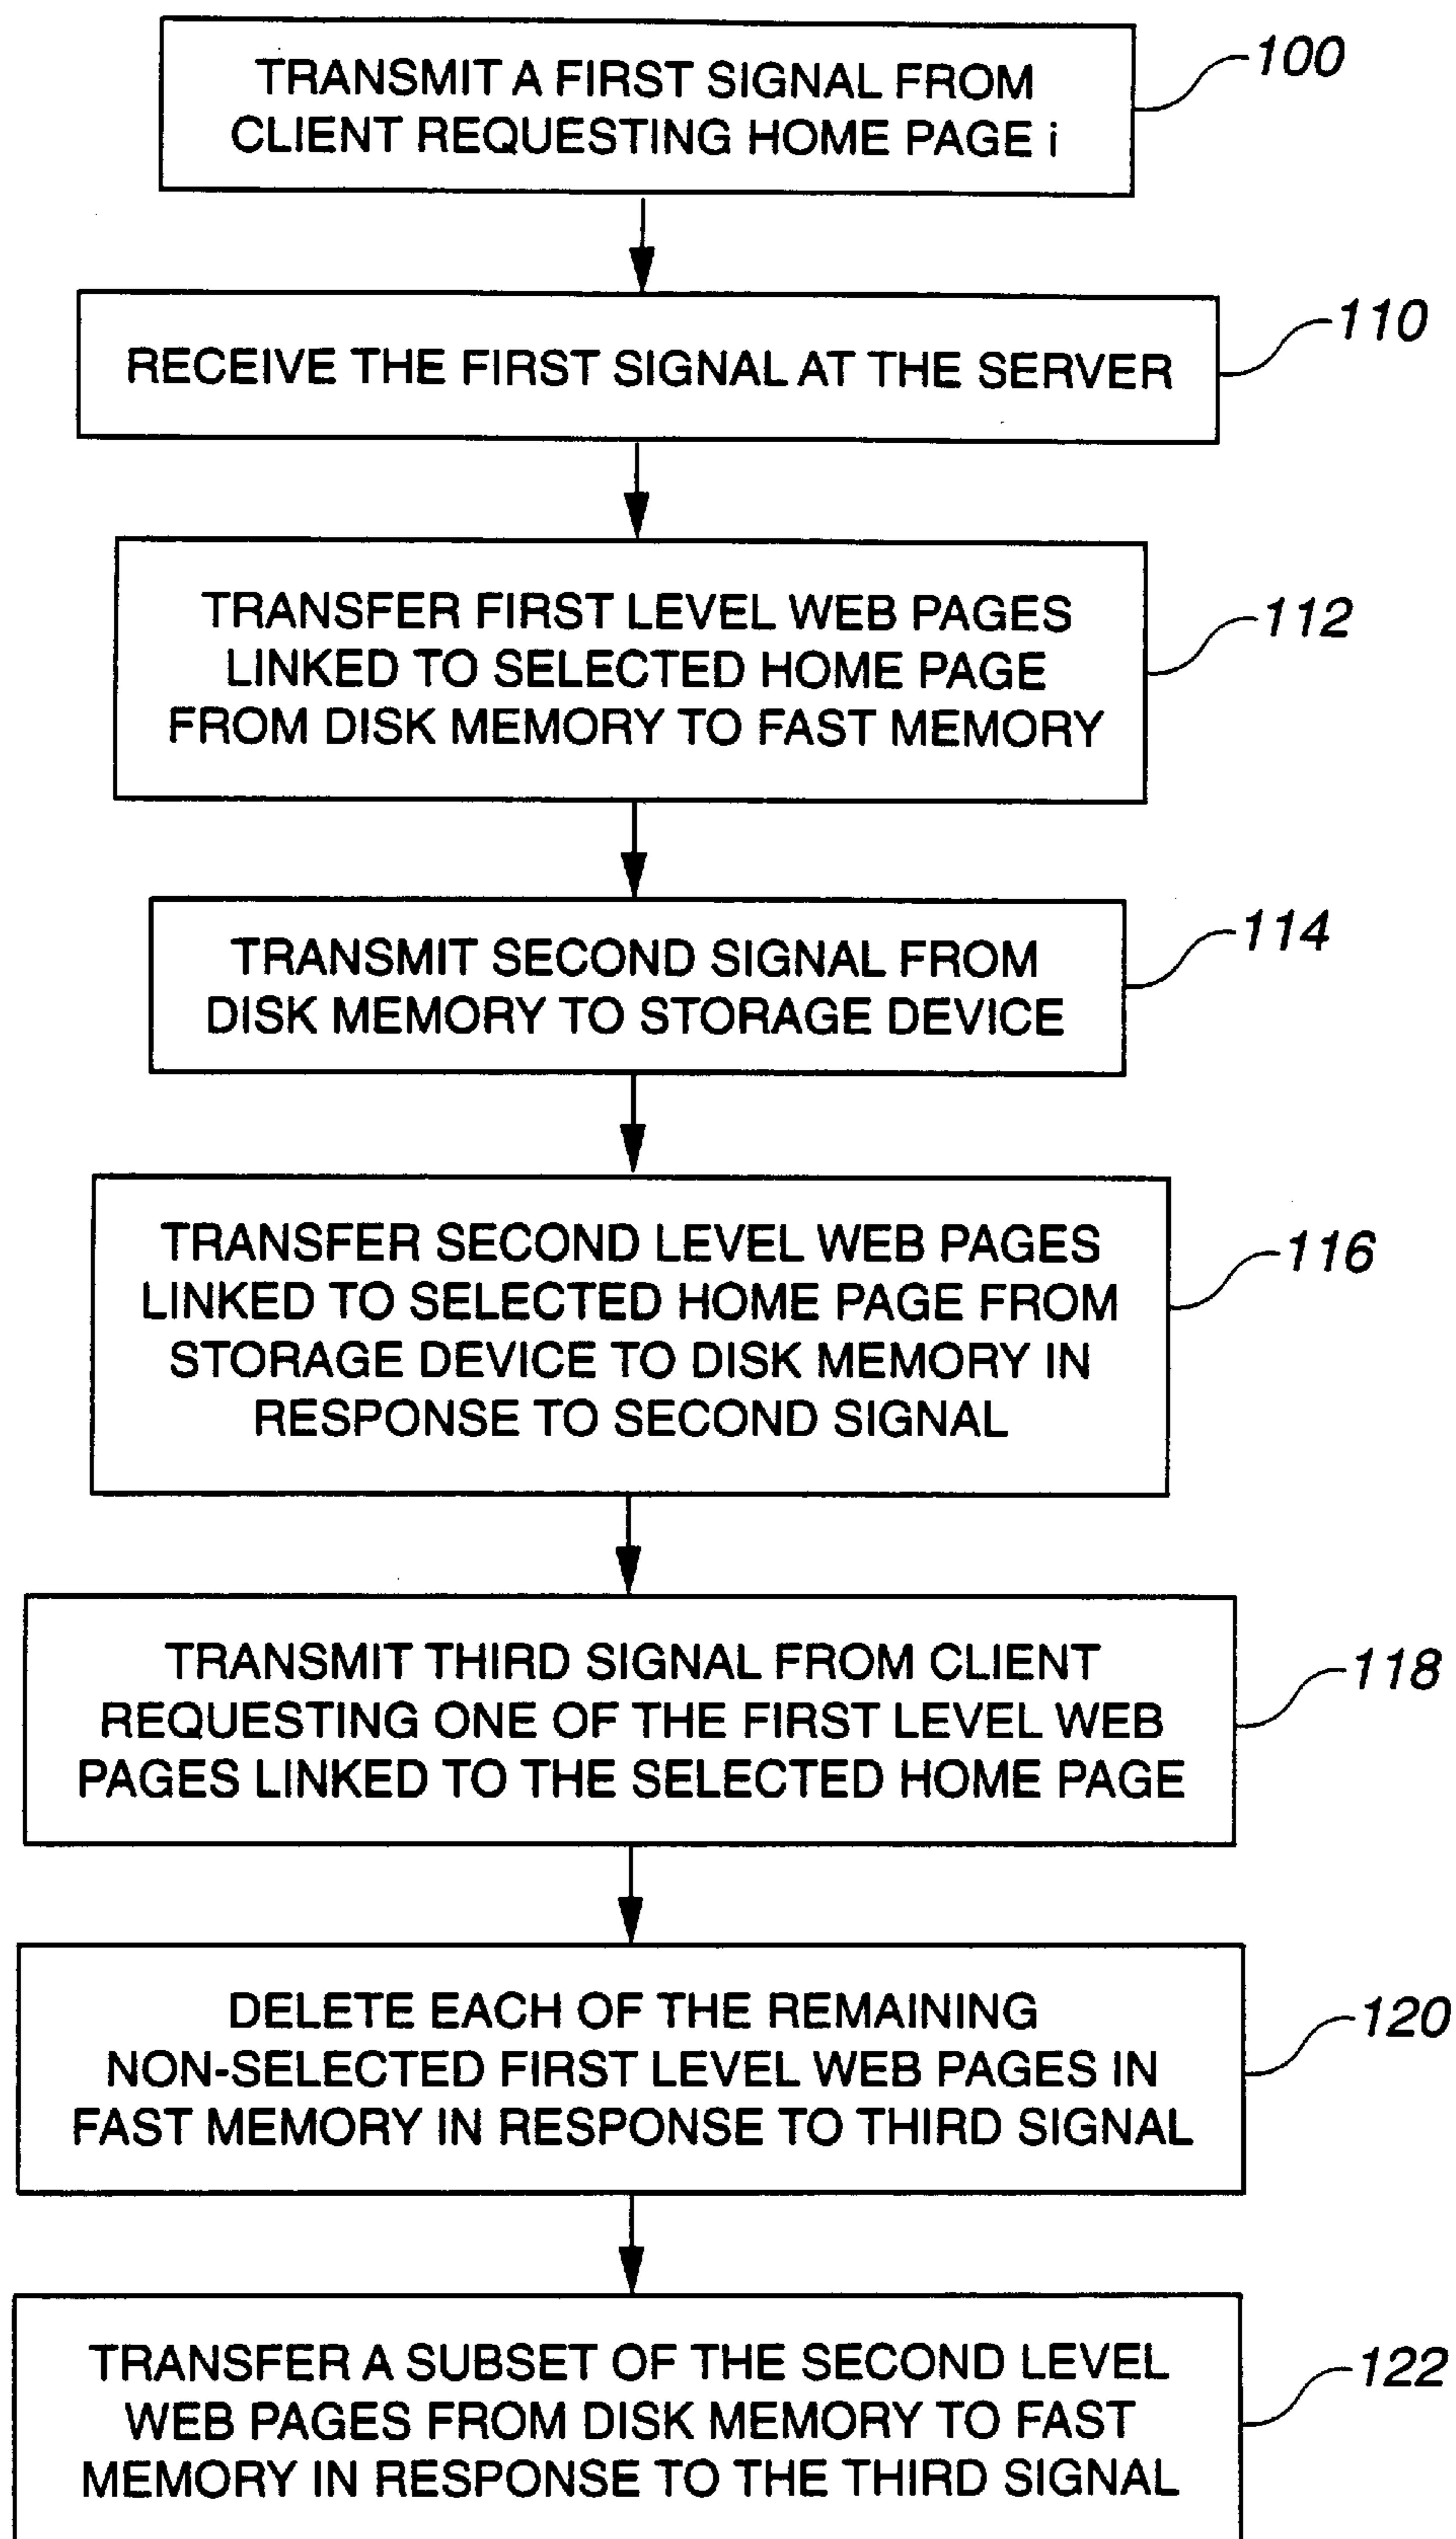 TRANSMIT A FIRST SIGNAL FROM
CLIENT REQUESTING HOME PAGE i
100
RECEIVE THE FIRST SIGNAL AT THE SERVER
110
TRANSFER FIRST LEVEL WEB PAGES
LINKED TO SELECTED HOME PAGE
FROM DISK MEMORY TO FAST MEMORY
112
TRANSMIT SECOND SIGNAL FROM
DISK MEMORY TO STORAGE DEVICE
114
TRANSFER SECOND LEVEL WEB PAGES
LINKED TO SELECTED HOME PAGE FROM
STORAGE DEVICE TO DISK MEMORY IN
RESPONSE TO SECOND SIGNAL
116
TRANSMIT THIRD SIGNAL FROM CLIENT
REQUESTING ONE OF THE FIRST LEVEL WEB
PAGES LINKED TO THE SELECTED HOME PAGE
118
DELETE EACH OF THE REMAINING
NON-SELECTED FIRST LEVEL WEB PAGES IN
FAST MEMORY IN RESPONSE TO THIRD SIGNAL
120
TRANSFER A SUBSET OF THE SECOND LEVEL
WEB PAGES FROM DISK MEMORY TO FAST
MEMORY IN RESPONSE TO THE THIRD SIGNAL
122